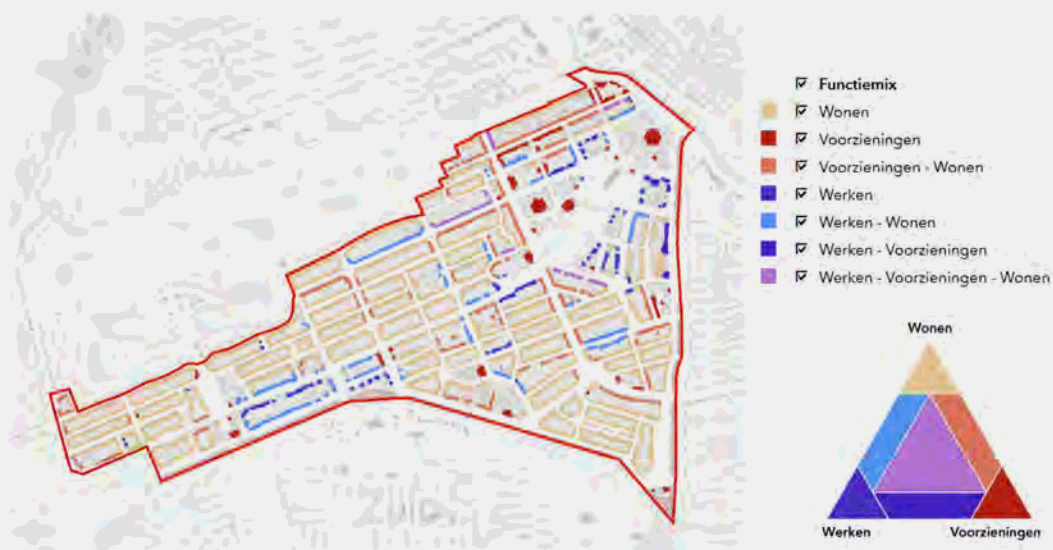 Functiemix
Wonen
Voorzieningen
Voorzieningen - Wonen
Werken
Werken - Wonen
Werken - Voorzieningen
Werken - Voorzieningen - Wonen
Wonen
Werken
Voorzieningen